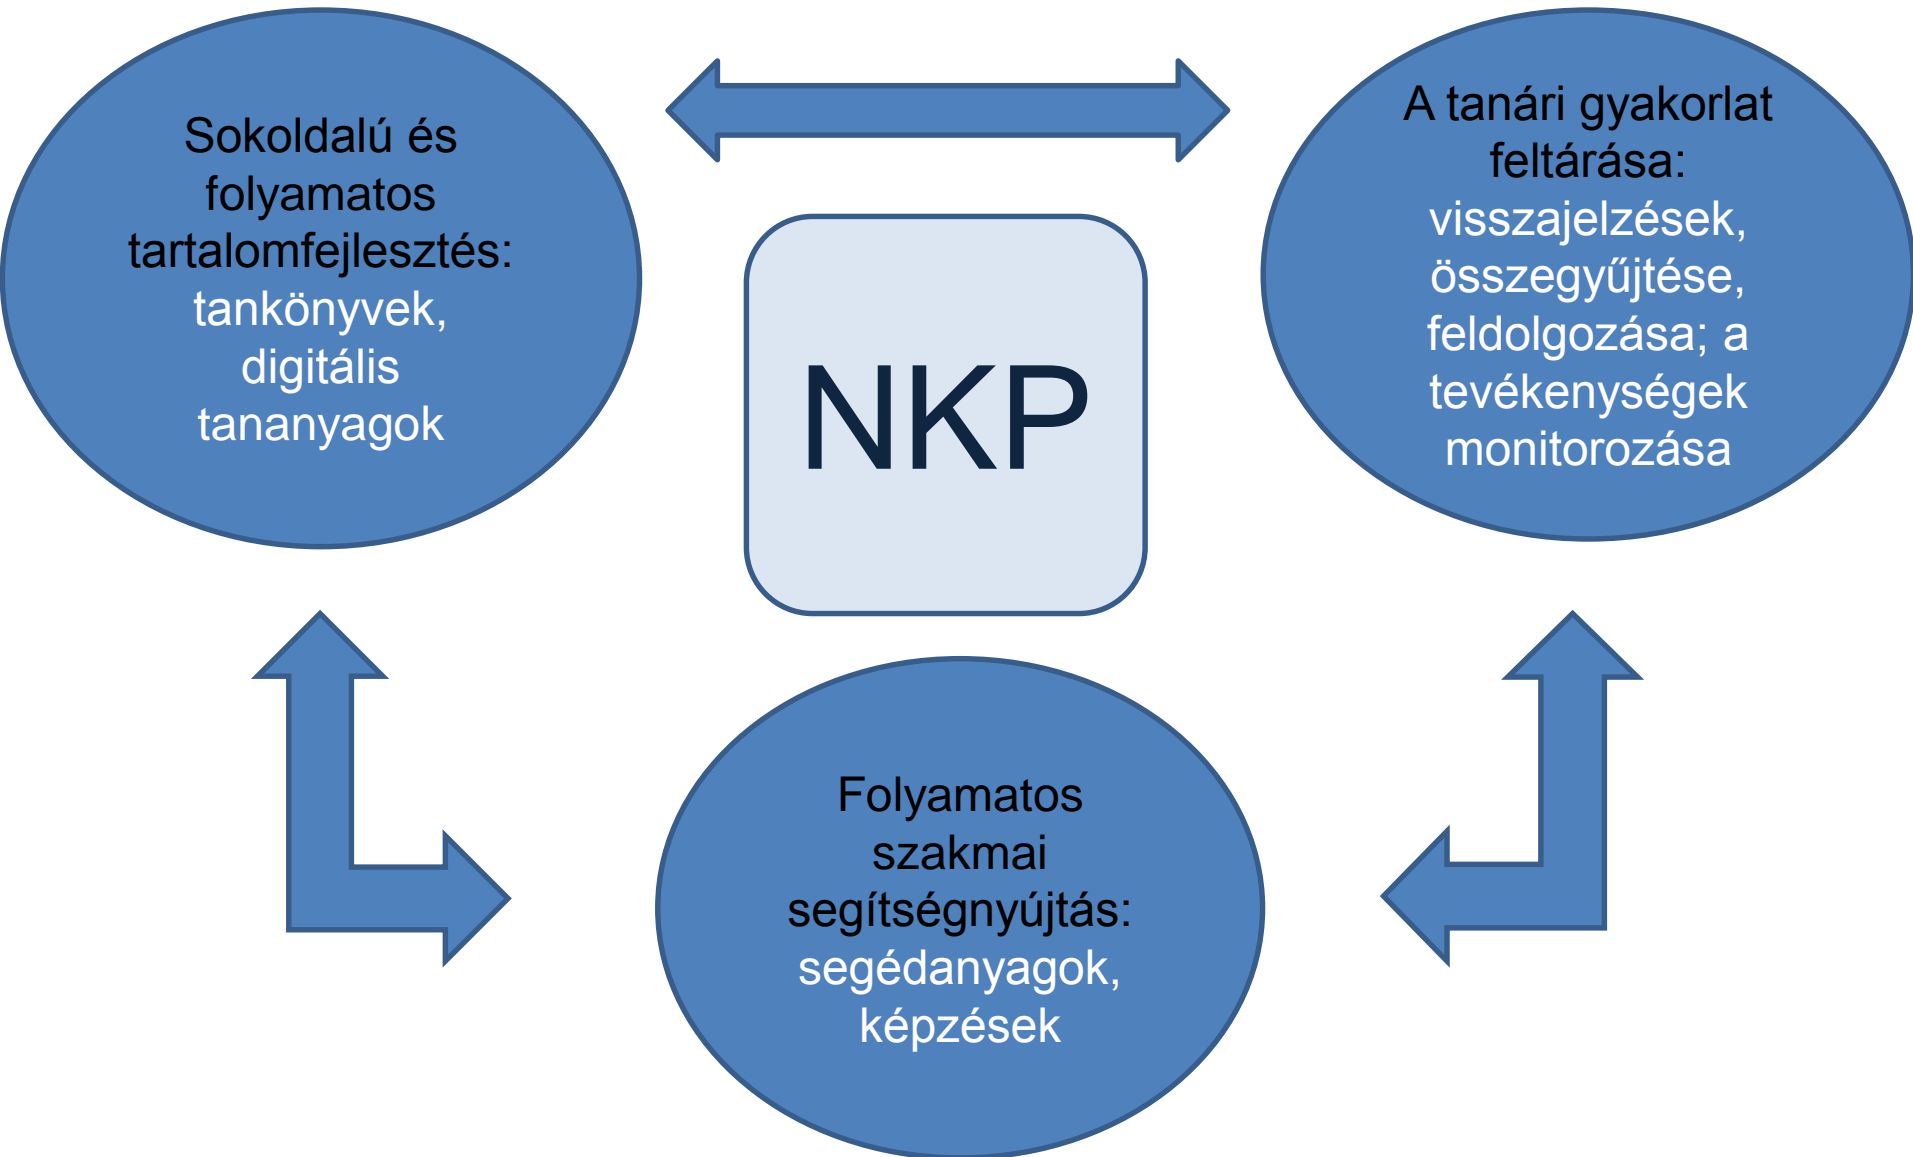 Sokoldalú és
folyamatos
tartalomfejlesztés:
tankönyvek,
digitális
tananyagok
NKP
A tanári gyakorlat
feltárása:
visszajelzések,
összegyűjtése,
feldolgozása; a
tevékenységek
monitorozása
Folyamatos
szakmai
segítségnyújtás:
segédanyagok,
képzések